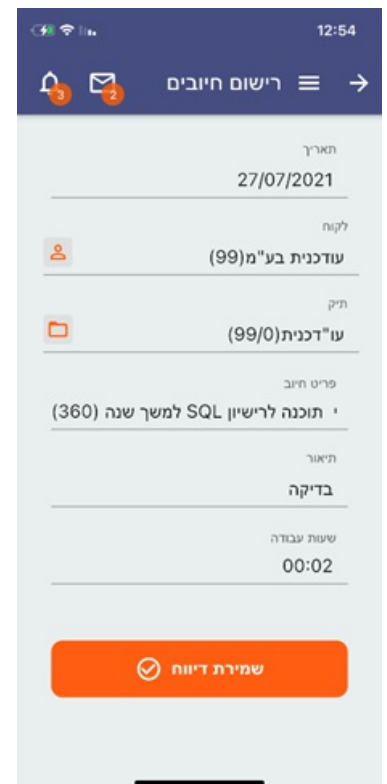 12:54
רישום חיובים
2
3
תאריך
27/07/2021
לקוח
עודכנית בע"מ(99)
תיק
עו"דכנית(99/0)
פריט חיוב
י תוכנה לרישיון SQL למשך שנה (360)
תיאור
בדיקה
שעות עבודה
00:02
שמירת דיווח